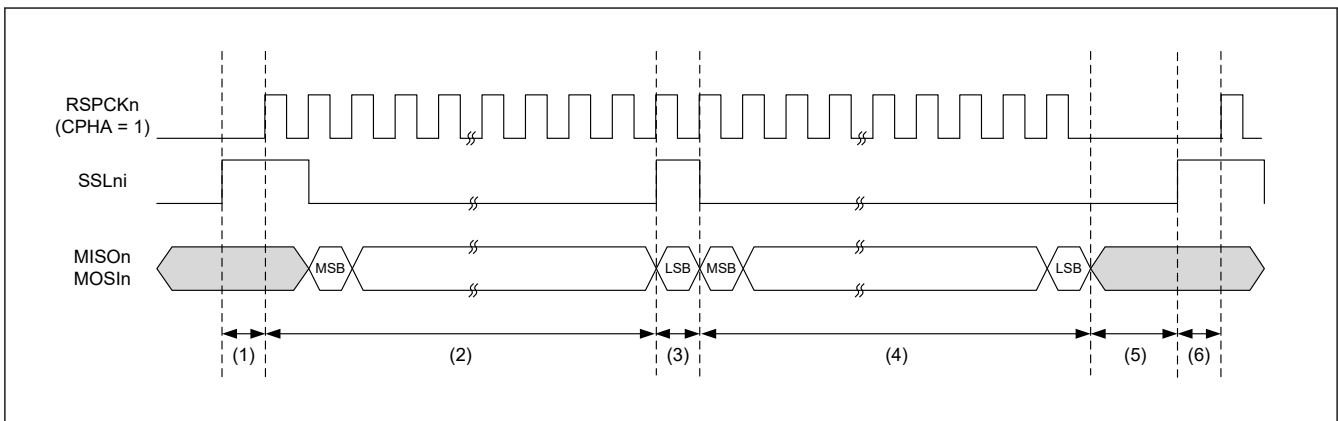 RSPCKn
(CPHA = 1)
SSLni
MISOn
MOSIn
MSB
LSB
MSB
LSB
(1)
(2)
(3)
(4)
(5)
(6)